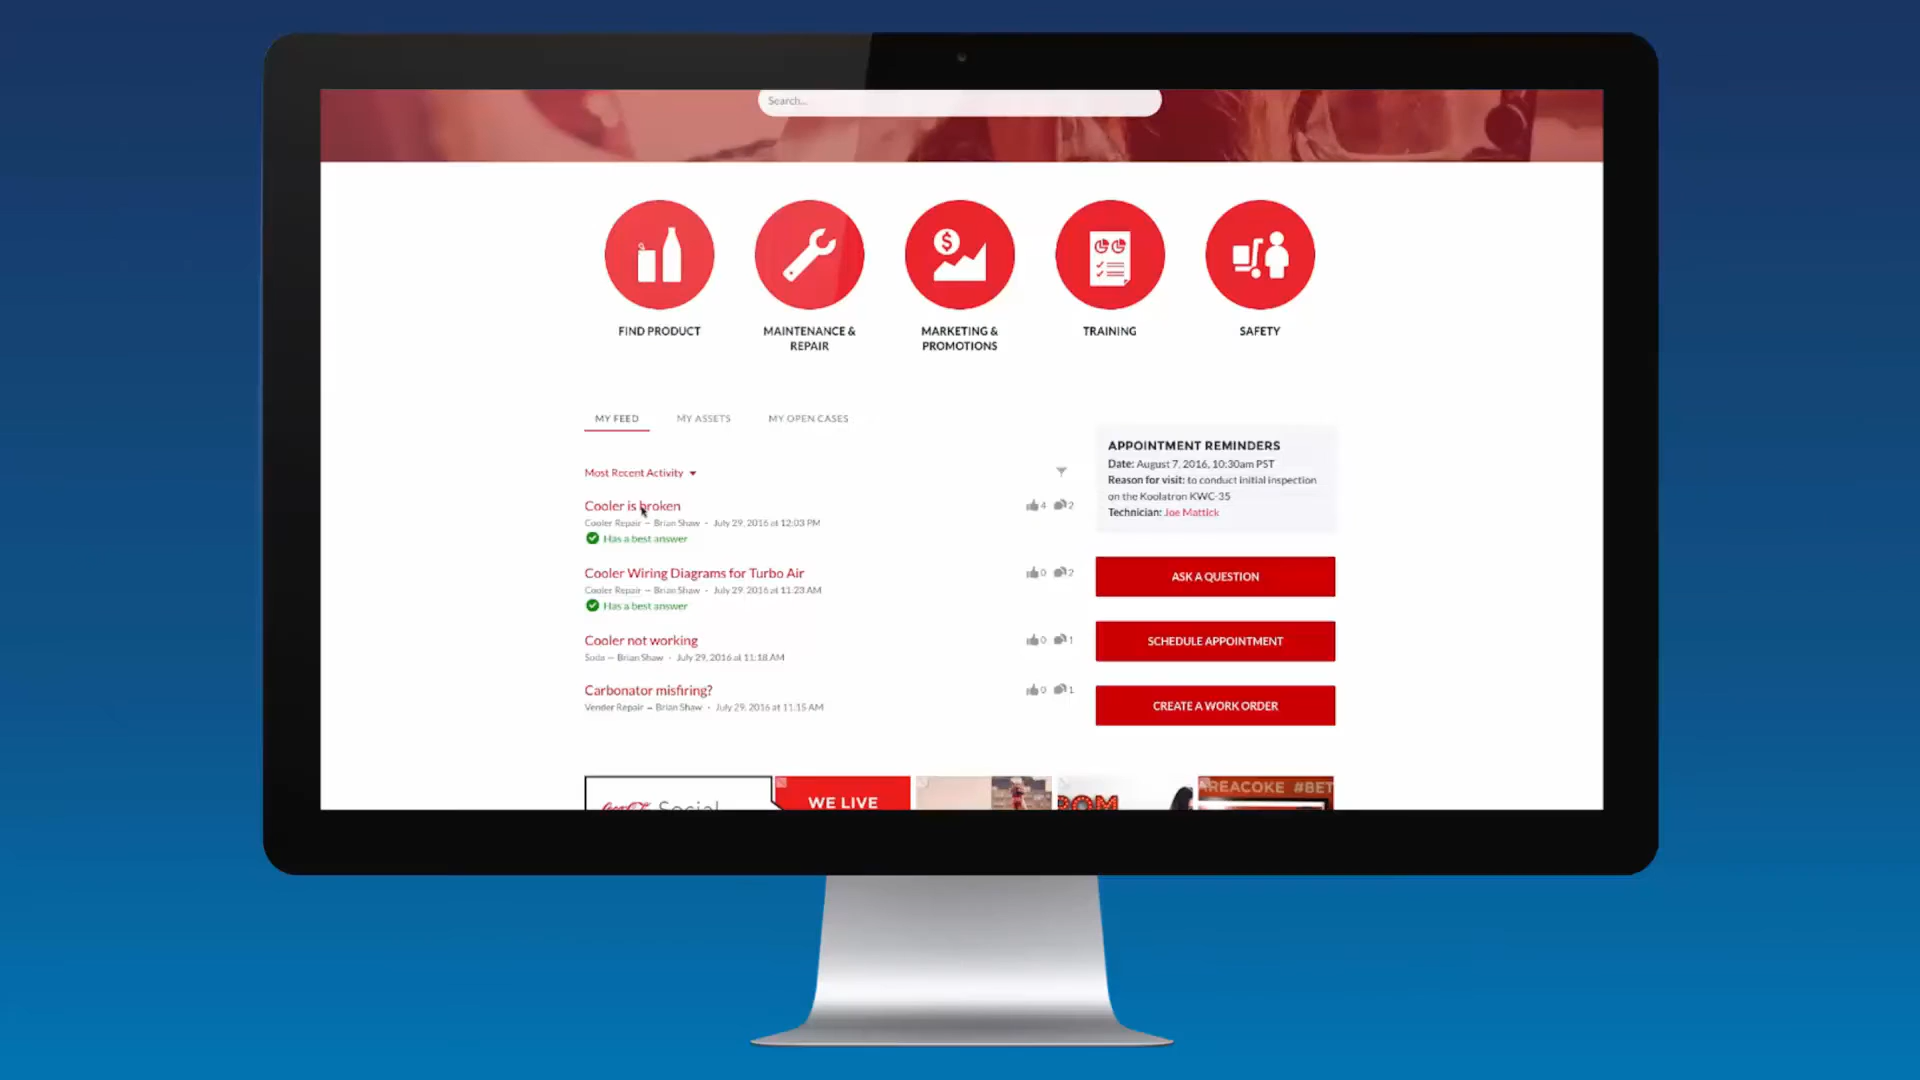 Search...
FIND PRODUCT
MAINTENANCE &
REPAIR
MARKETING &
PROMOTIONS
TRAINING
SAFETY
MY FEED
MY ASSETS
MY OPEN CASES
Most Recent Activity
Cooler is broken
4 2
Cooler Repair — Brian Shaw · July 29, 2016 at 12:03 PM
Has a best answer
Cooler Wiring Diagrams for Turbo Air
0 2
Cooler Repair — Brian Shaw · July 29, 2016 at 11:23 AM
Has a best answer
Cooler not working
0 1
Soda — Brian Shaw · July 29, 2016 at 11:18 AM
Carbonator misfiring?
0 1
Vender Repair — Brian Shaw · July 29, 2016 at 11:15 AM
APPOINTMENT REMINDERS
Date: August 7, 2016, 10:30am PST
Reason for visit: to conduct initial inspection
on the Koolatron KWC-35
Technician: Joe Mattick
ASK A QUESTION
SCHEDULE APPOINTMENT
CREATE A WORK ORDER
Social
WE LIVE
AREACOKE #BET